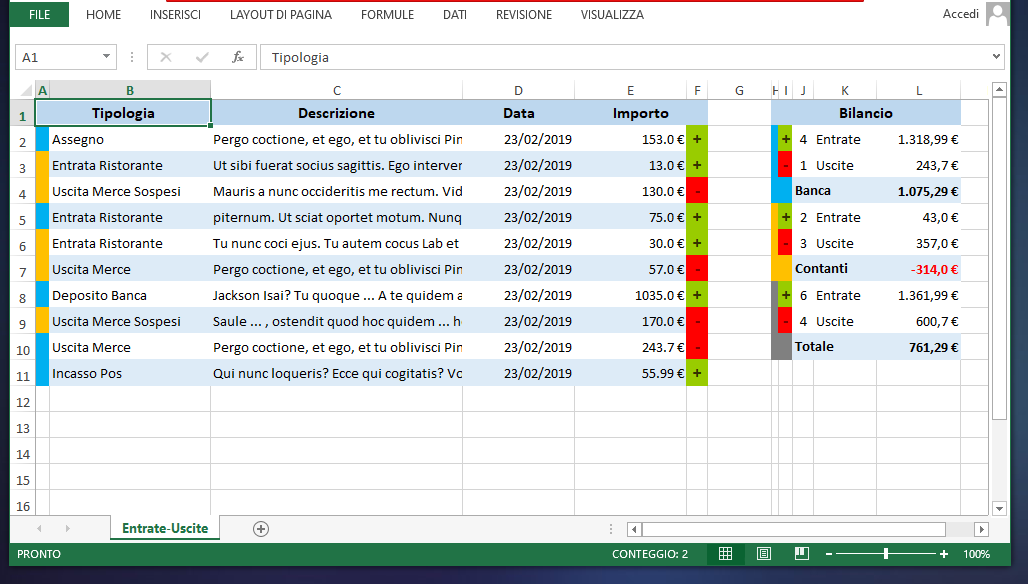 FILE HOME INSERISCI LAYOUT DI PAGINA FORMULE DATI REVISIONE VISUALIZZA Accedi
A1 fx Tipologia
A B C D E F G H I J K L
1 Tipologia Descrizione Data Importo Bilancio
2 Assegno Pergo coctione, et ego, et tu oblivisci Pin 23/02/2019 153.0 € + + 4 Entrate 1.318,99 €
3 Entrata Ristorante Ut sibi fuerat socius sagittis. Ego interver 23/02/2019 13.0 € + - 1 Uscite 243,7 €
4 Uscita Merce Sospesi Mauris a nunc occideritis me rectum. Vid 23/02/2019 130.0 € - Banca 1.075,29 €
5 Entrata Ristorante piternum. Ut sciat oportet motum. Nunq 23/02/2019 75.0 € + + 2 Entrate 43,0 €
6 Entrata Ristorante Tu nunc coci ejus. Tu autem cocus Lab et 23/02/2019 30.0 € + - 3 Uscite 357,0 €
7 Uscita Merce Pergo coctione, et ego, et tu oblivisci Pin 23/02/2019 57.0 € - Contanti -314,0 €
8 Deposito Banca Jackson Isai? Tu quoque ... A te quidem a 23/02/2019 1035.0 € + + 6 Entrate 1.361,99 €
9 Uscita Merce Sospesi Saule ... , ostendit quod hoc quidem ... h 23/02/2019 170.0 € - - 4 Uscite 600,7 €
10 Uscita Merce Pergo coctione, et ego, et tu oblivisci Pin 23/02/2019 243.7 € - Totale 761,29 €
11 Incasso Pos Qui nunc loqueris? Ecce qui cogitatis? Vo 23/02/2019 55.99 € +
12
13
14
15
16
Entrate-Uscite
PRONTO CONTEGGIO: 2 100%